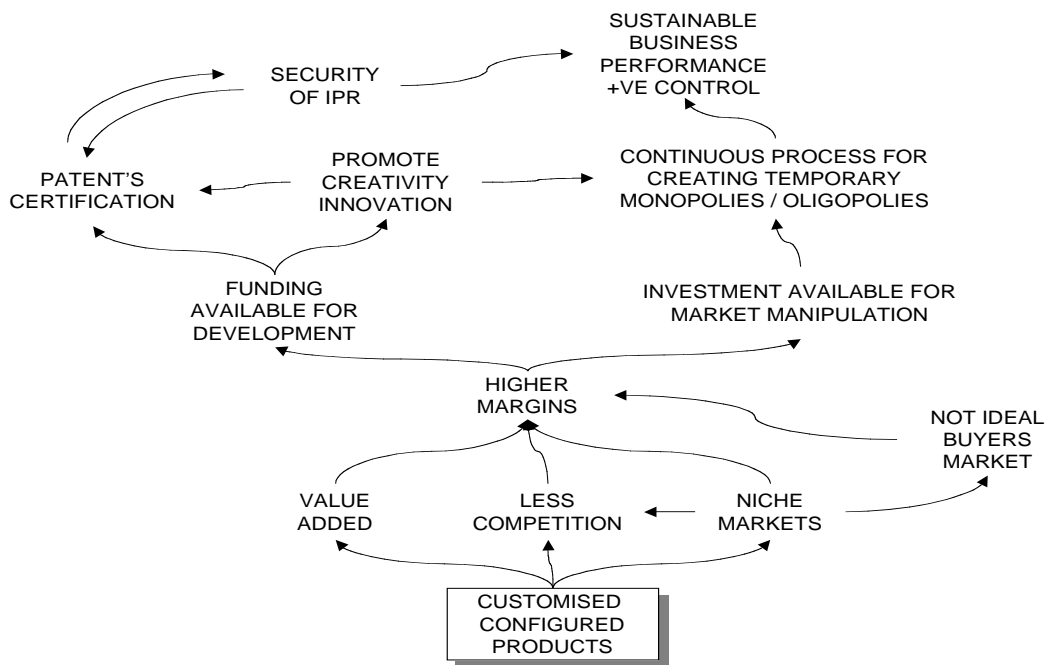 SUSTAINABLE
BUSINESS
PERFORMANCE
+VE CONTROL
SECURITY
OF IPR
PATENT'S
CERTIFICATION
PROMOTE
CREATIVITY
INNOVATION
CONTINUOUS PROCESS FOR
CREATING TEMPORARY
MONOPOLIES / OLIGOPOLIES
FUNDING
AVAILABLE FOR
DEVELOPMENT
INVESTMENT AVAILABLE FOR
MARKET MANIPULATION
HIGHER
MARGINS
NOT IDEAL
BUYERS
MARKET
VALUE
ADDED
LESS
COMPETITION
NICHE
MARKETS
CUSTOMISED
CONFIGURED
PRODUCTS